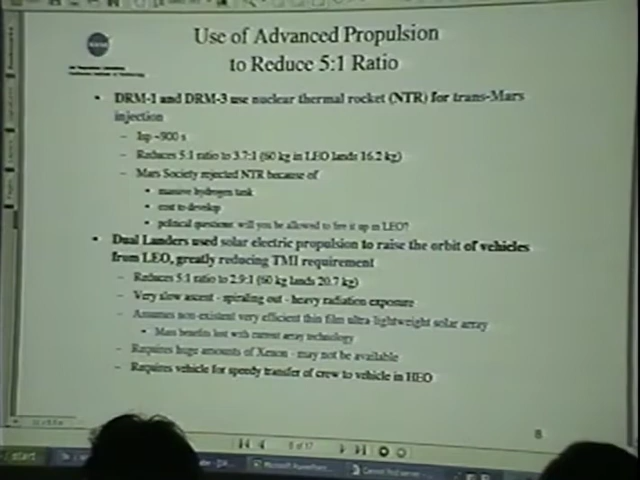 Use of Advanced Propulsion
to Reduce 5:1 Ratio
• DRM-1 and DRM-3 use nuclear thermal rocket (NTR) for trans-Mars
injection
– Isp ~900 s
– Reduces 5:1 ratio to 3.7:1 (60 kg in LEO lands 16.2 kg)
– Mars Society rejected NTR because of
• massive hydrogen tank
• cost to develop
• political questions: will you be allowed to fire it up in LEO?
• Dual Landers used solar electric propulsion to raise the orbit of vehicles
from LEO, greatly reducing TMI requirement
– Reduces 5:1 ratio to 2.9:1 (60 kg lands 20.7 kg)
– Very slow ascent - spiraling out - heavy radiation exposure
– Assumes non-existent very efficient thin film ultra-lightweight solar array
• Mass benefits lost with current array technology
– Requires huge amounts of Xenon - may not be available
– Requires vehicle for speedy transfer of crew to vehicle in HEO
8
8 of 17
start
Microsoft PowerPoint